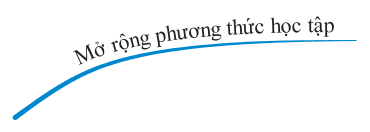 Mở rộng phương thức học tập